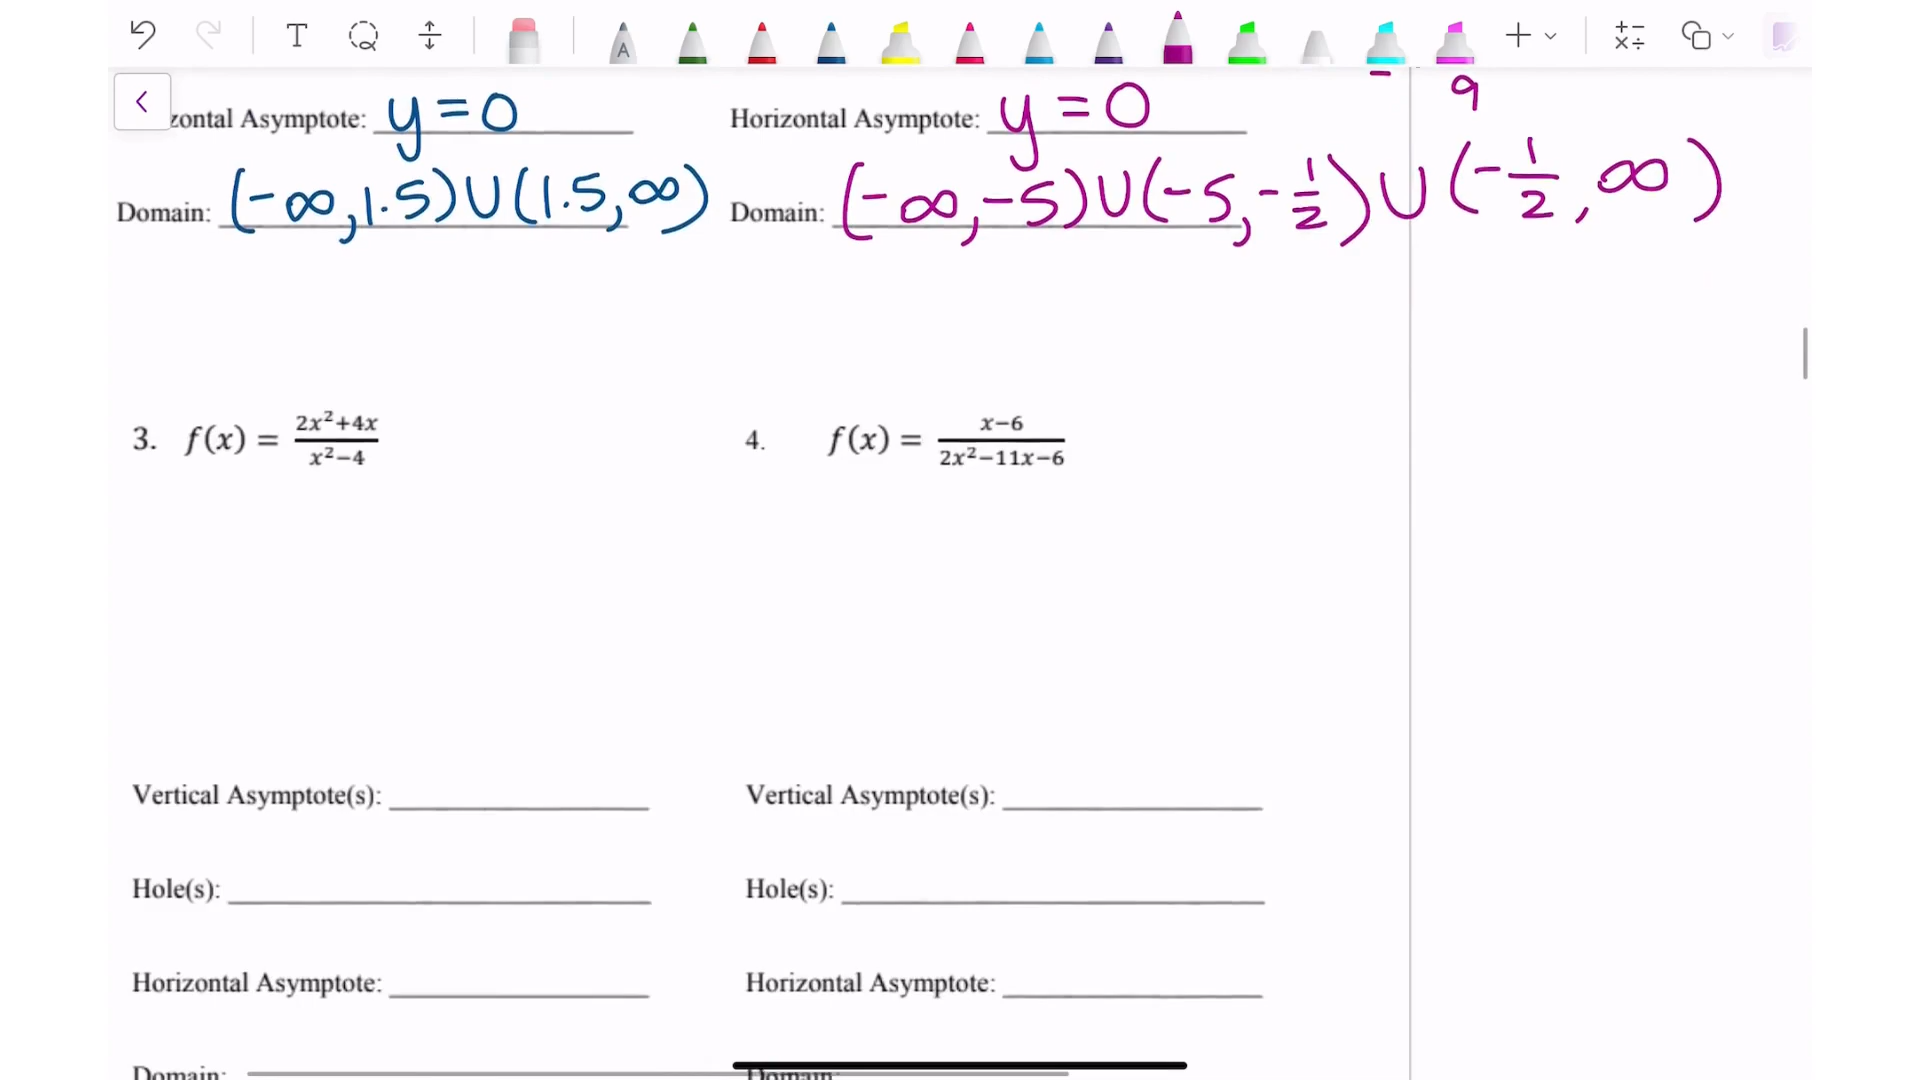 T
A
9
zontal Asymptote: y=0
Horizontal Asymptote: y=0
Domain: (-∞,1.5)∪(1.5,∞)
Domain: (-∞,-5)∪(-5,-1/2)∪(-1/2,∞)
3. f(x) = (2x²+4x)/(x²−4)
4. f(x) = (x−6)/(2x²−11x−6)
Vertical Asymptote(s):
Vertical Asymptote(s):
Hole(s):
Hole(s):
Horizontal Asymptote:
Horizontal Asymptote:
Domain:
Domain: